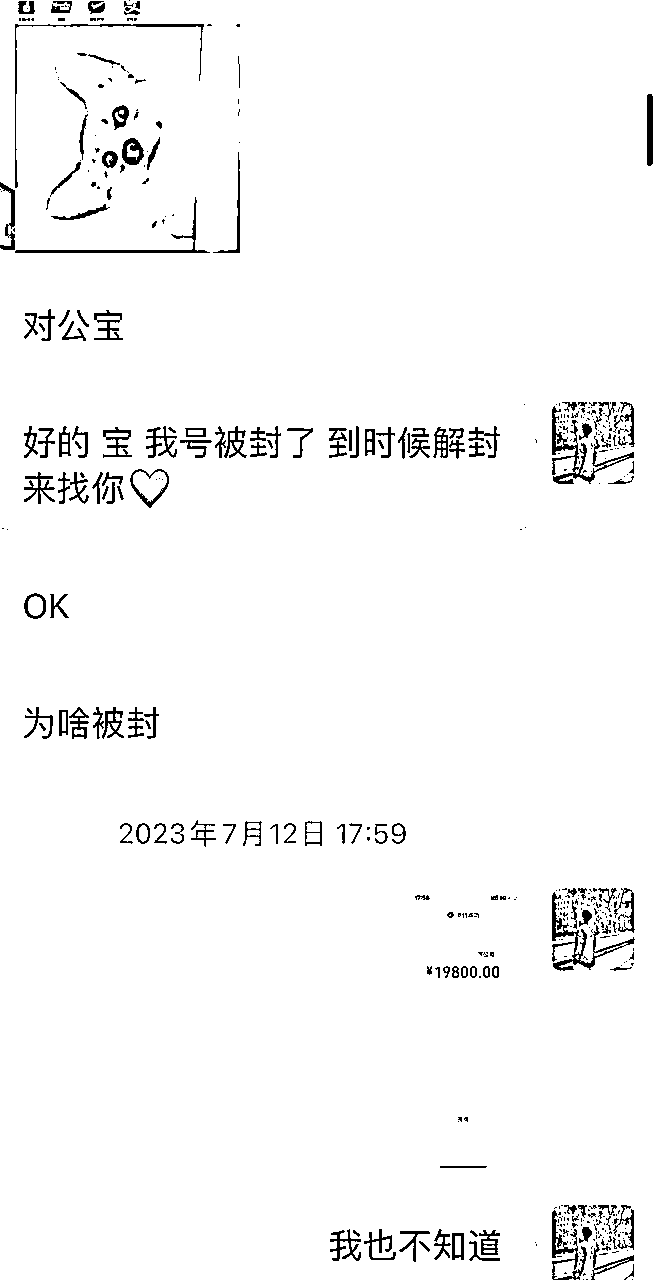 对公宝
好的 宝 我号被封了 到时候解封
来找你♡
OK
为啥被封
2023年7月12日 17:59
¥19800.00
我也不知道